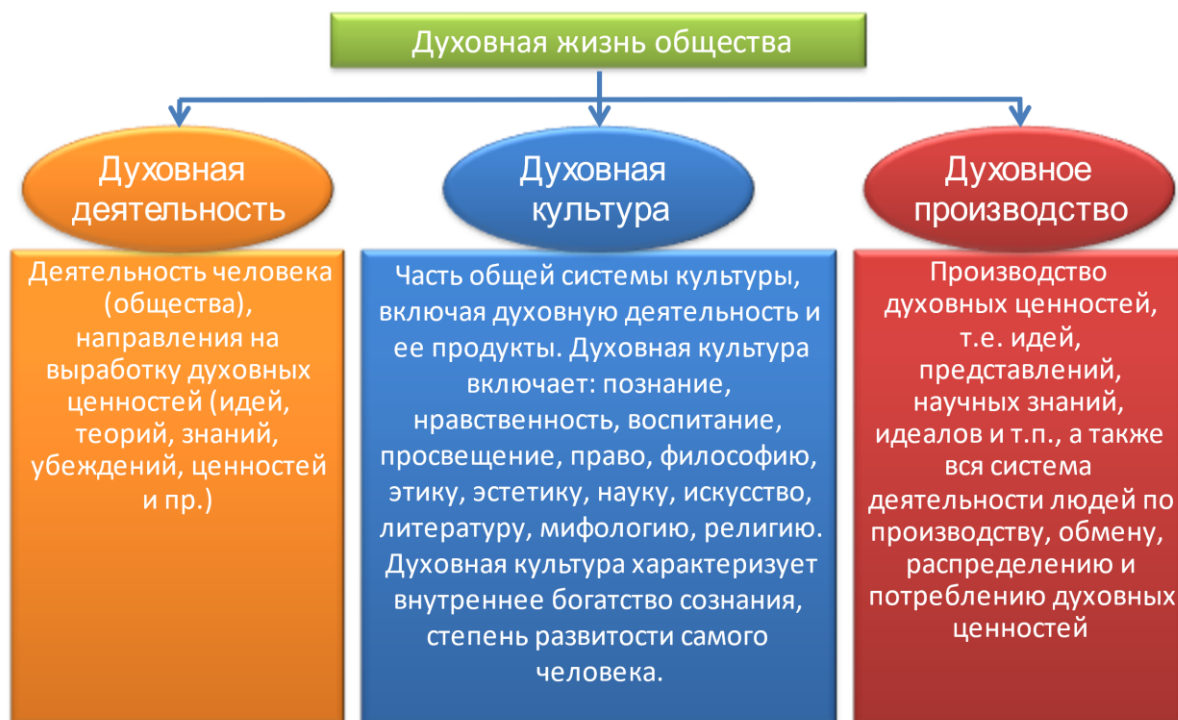 Духовная жизнь общества
Духовная
деятельность
Деятельность человека
(общества),
направления на
выработку духовных
ценностей (идей,
теорий, знаний,
убеждений, ценностей
и пр.)
Духовная
культура
Часть общей системы культуры,
включая духовную деятельность и
ее продукты. Духовная культура
включает: познание,
нравственность, воспитание,
просвещение, право, философию,
этику, эстетику, науку, искусство,
литературу, мифологию, религию.
Духовная культура характеризует
внутреннее богатство сознания,
степень развитости самого
человека.
Духовное
производство
Производство
духовных ценностей,
т.е. идей,
представлений,
научных знаний,
идеалов и т.п., а также
вся система
деятельности людей по
производству, обмену,
распределению и
потреблению духовных
ценностей